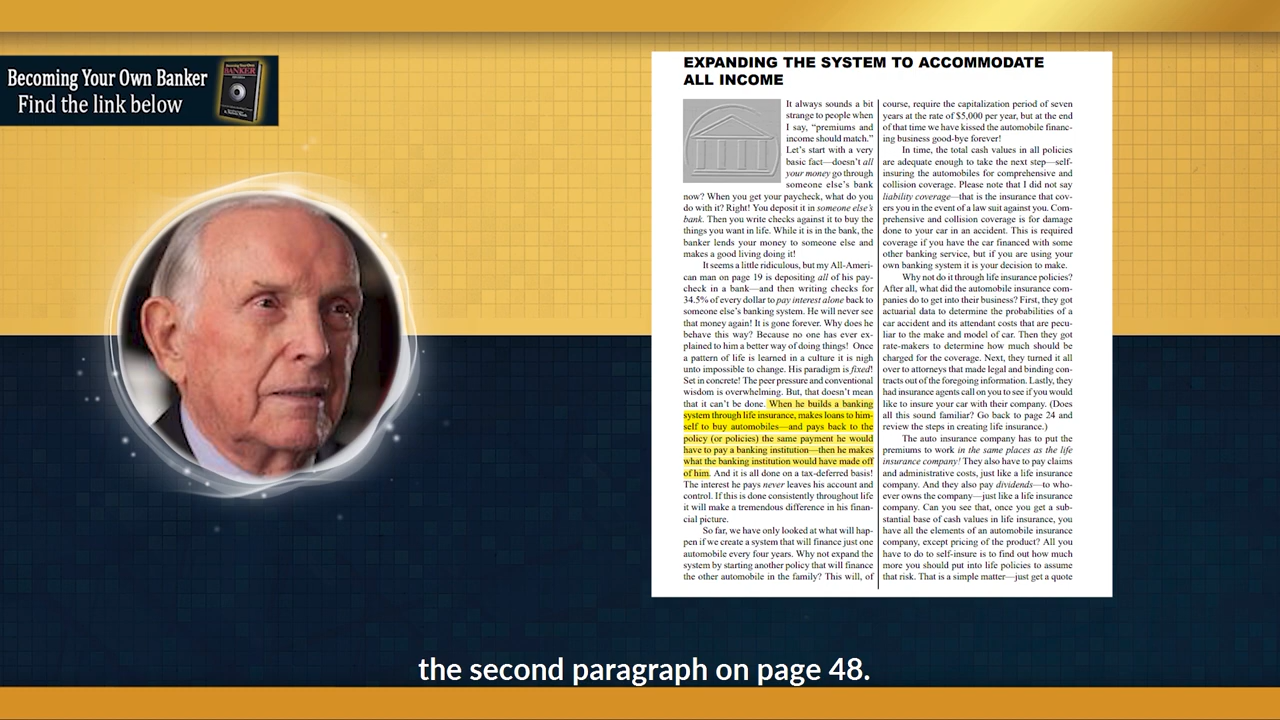 Becoming Your Own Banker
Find the link below
EXPANDING THE SYSTEM TO ACCOMMODATE
ALL INCOME
It always sounds a bit
strange to people when
I say, “premiums and
income should match.”
Let’s start with a very
basic fact—doesn’t all
your money go through
someone else’s bank
now? When you get your paycheck, what do you
do with it? Right! You deposit it in someone else’s
bank. Then you write checks against it to buy the
things you want in life. While it is in the bank, the
banker lends your money to someone else and
makes a good living doing it!
It seems a little ridiculous, but my All-Ameri-
can man on page 19 is depositing all of his pay-
check in a bank—and then writing checks for
34.5% of every dollar to pay interest alone back to
someone else’s banking system. He will never see
that money again! It is gone forever. Why does he
behave this way? Because no one has ever ex-
plained to him a better way of doing things! Once
a pattern of life is learned in a culture it is nigh
unto impossible to change. His paradigm is fixed!
Set in concrete! The peer pressure and conventional
wisdom is overwhelming. But, that doesn’t mean
that it can’t be done. When he builds a banking
system through life insurance, makes loans to him-
self to buy automobiles—and pays back to the
policy (or policies) the same payment he would
have to pay a banking institution—then he makes
what the banking institution would have made off
of him. And it is all done on a tax-deferred basis!
The interest he pays never leaves his account and
control. If this is done consistently throughout life
it will make a tremendous difference in his finan-
cial picture.
So far, we have only looked at what will hap-
pen if we create a system that will finance just one
automobile every four years. Why not expand the
system by starting another policy that will finance
the other automobile in the family? This will, of
course, require the capitalization period of seven
years at the rate of $5,000 per year, but at the end
of that time we have kissed the automobile financ-
ing business good-bye forever!
In time, the total cash values in all policies
are adequate enough to take the next step—self-
insuring the automobiles for comprehensive and
collision coverage. Please note that I did not say
liability coverage—that is the insurance that cov-
ers you in the event of a law suit against you. Com-
prehensive and collision coverage is for damage
done to your car in an accident. This is required
coverage if you have the car financed with some
other banking service, but if you are using your
own banking system it is your decision to make.
Why not do it through life insurance policies?
After all, what did the automobile insurance com-
panies do to get into their business? First, they got
actuarial data to determine the probabilities of a
car accident and its attendant costs that are pecu-
liar to the make and model of car. Then they got
rate-makers to determine how much should be
charged for the coverage. Next, they turned it all
over to attorneys that made legal and binding con-
tracts out of the foregoing information. Lastly, they
had insurance agents call on you to see if you would
like to insure your car with their company. (Does
all this sound familiar? Go back to page 24 and
review the steps in creating life insurance.)
The auto insurance company has to put the
premiums to work in the same places as the life
insurance company! They also have to pay claims
and administrative costs, just like a life insurance
company. And they also pay dividends—to who-
ever owns the company—just like a life insurance
company. Can you see that, once you get a sub-
stantial base of cash values in life insurance, you
have all the elements of an automobile insurance
company, except pricing of the product? All you
have to do to self-insure is to find out how much
more you should put into life policies to assume
that risk. That is a simple matter—just get a quote
the second paragraph on page 48.